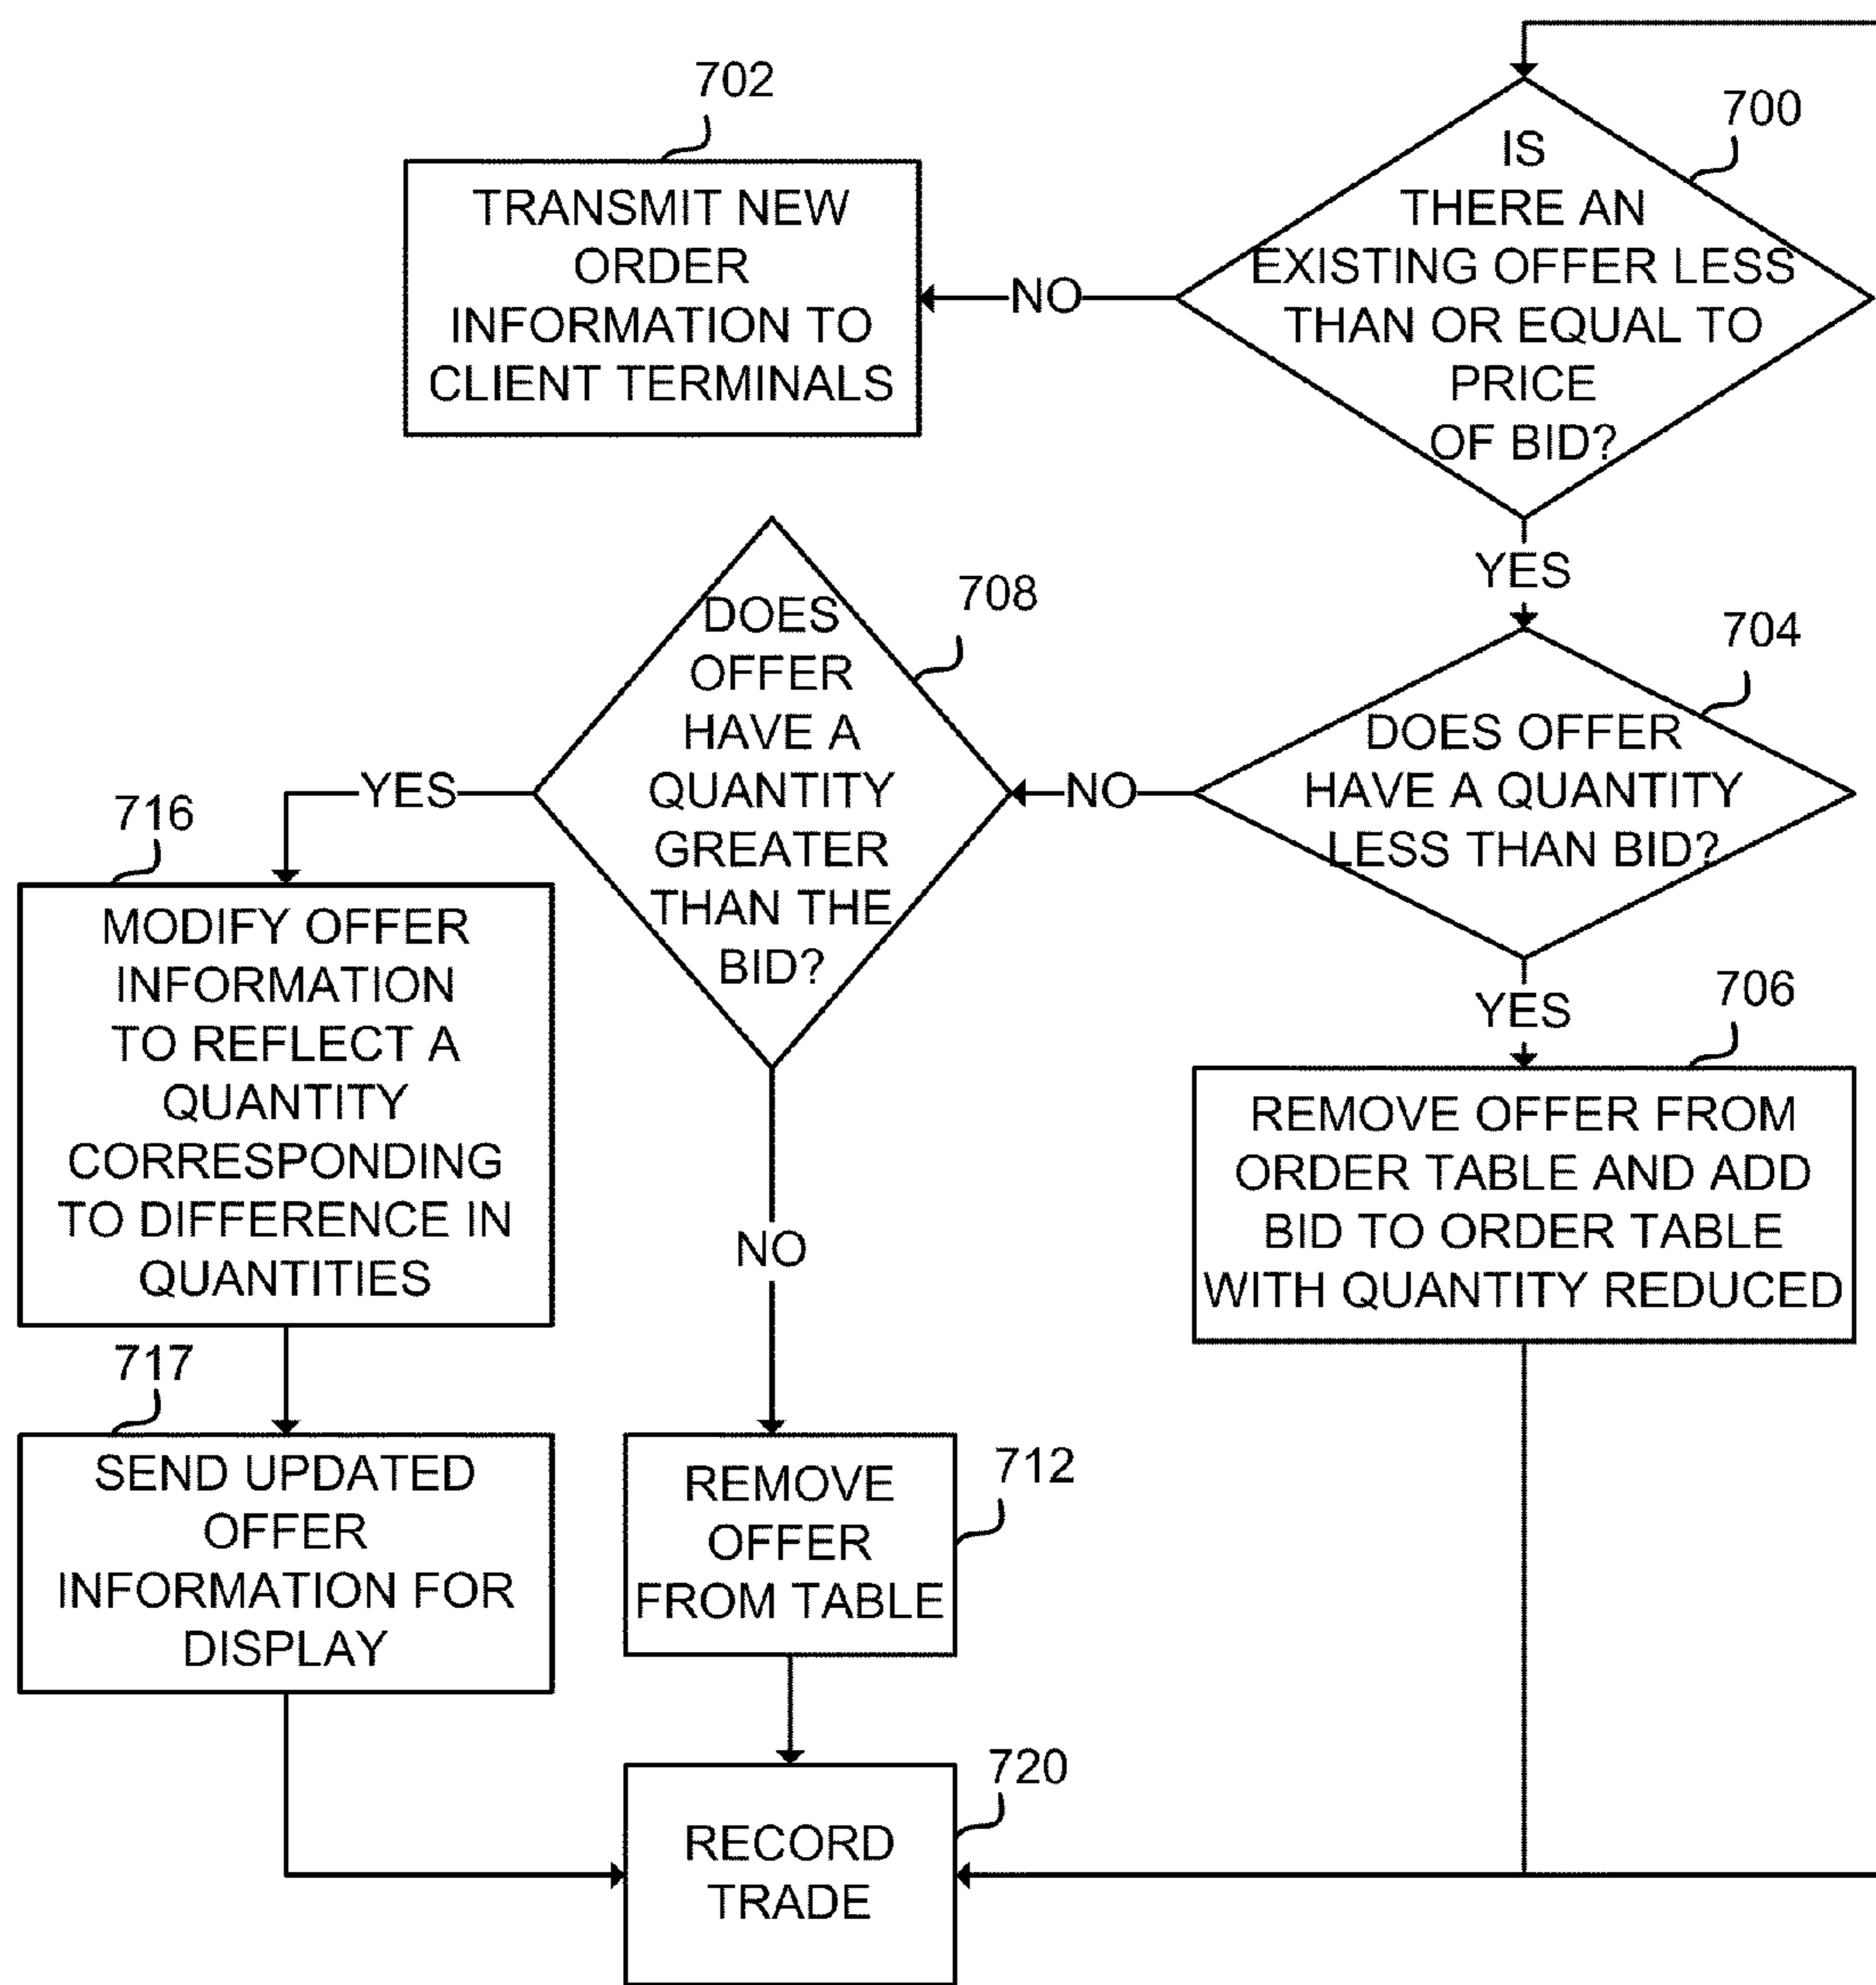 702
TRANSMIT NEW
ORDER
INFORMATION TO
CLIENT TERMINALS
NO
700
IS
THERE AN
EXISTING OFFER LESS
THAN OR EQUAL TO
PRICE
OF BID?
YES
704
DOES OFFER
HAVE A QUANTITY
LESS THAN BID?
NO
708
DOES
OFFER
HAVE A
QUANTITY
GREATER
THAN THE
BID?
YES
716
MODIFY OFFER
INFORMATION
TO REFLECT A
QUANTITY
CORRESPONDING
TO DIFFERENCE IN
QUANTITIES
YES
706
REMOVE OFFER FROM
ORDER TABLE AND ADD
BID TO ORDER TABLE
WITH QUANTITY REDUCED
NO
717
SEND UPDATED
OFFER
INFORMATION FOR
DISPLAY
712
REMOVE
OFFER
FROM TABLE
720
RECORD
TRADE